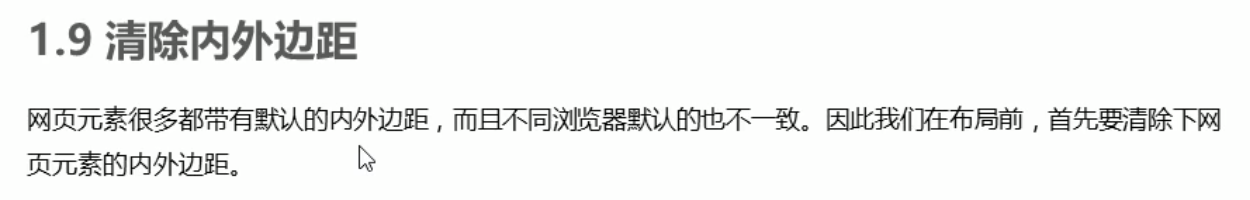 1.9 清除内外边距
网页元素很多都带有默认的内外边距，而且不同浏览器默认的也不一致。因此我们在布局前，首先要清除下网
页元素的内外边距。